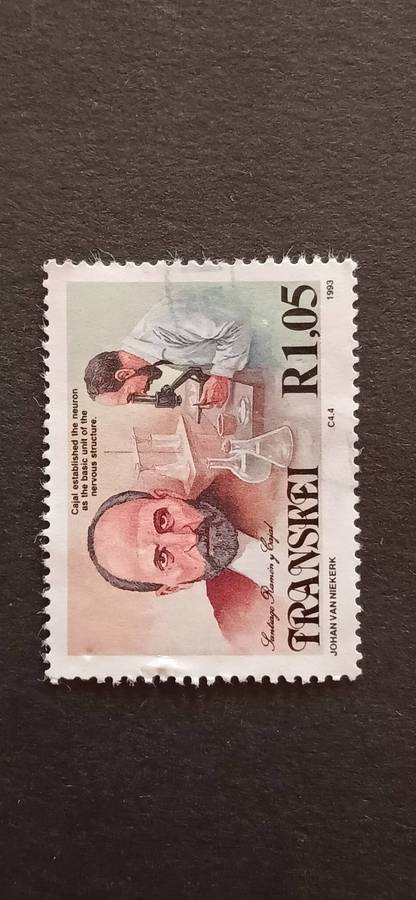 Cajal established the neuron
as the basic unit of the
nervous structure.
Santiago Ramón y Cajal
TRANSKEI R1,05
JOHAN VAN NIEKERK C4.4 1993